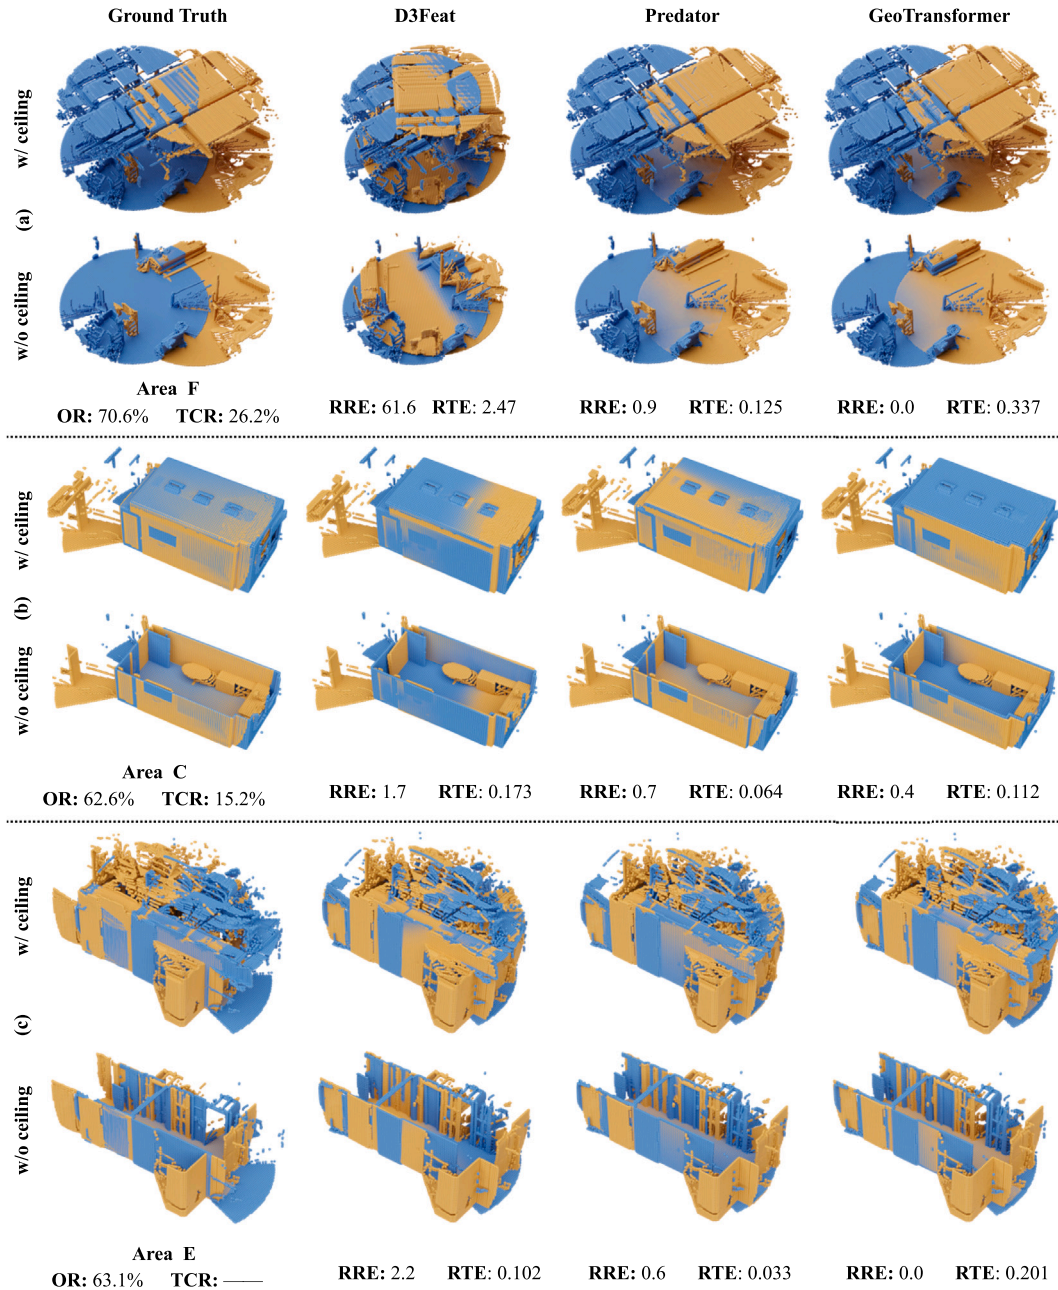 Ground Truth D3Feat Predator GeoTransformer
w/ ceiling
(a)
w/o ceiling
Area F
OR: 70.6% TCR: 26.2% RRE: 61.6 RTE: 2.47 RRE: 0.9 RTE: 0.125 RRE: 0.0 RTE: 0.337
w/ ceiling
(b)
w/o ceiling
Area C
OR: 62.6% TCR: 15.2% RRE: 1.7 RTE: 0.173 RRE: 0.7 RTE: 0.064 RRE: 0.4 RTE: 0.112
w/ ceiling
(c)
w/o ceiling
Area E
OR: 63.1% TCR: —— RRE: 2.2 RTE: 0.102 RRE: 0.6 RTE: 0.033 RRE: 0.0 RTE: 0.201